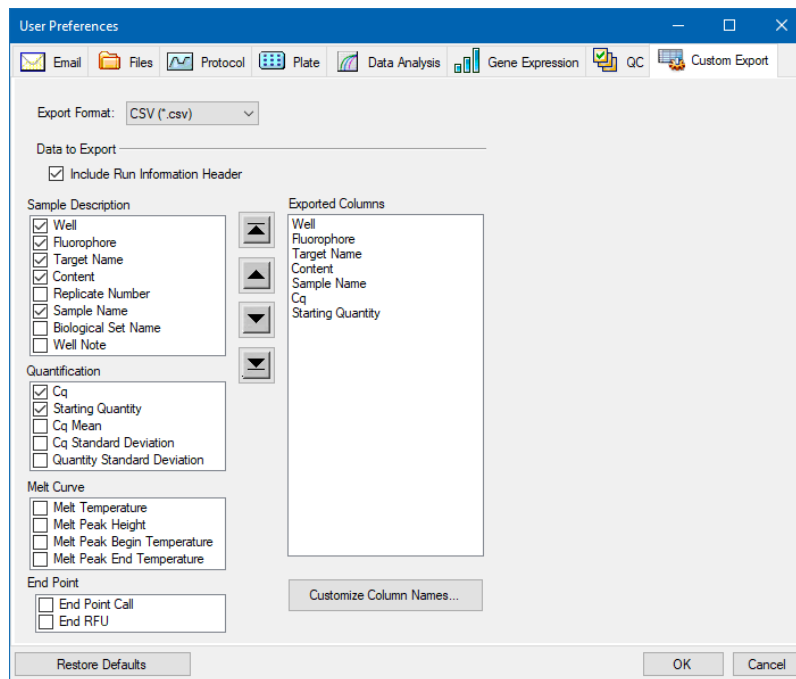 User Preferences
Email Files Protocol Plate Data Analysis Gene Expression QC Custom Export
Export Format: CSV (*.csv)
Data to Export
Include Run Information Header
Sample Description
Well
Fluorophore
Target Name
Content
Replicate Number
Sample Name
Biological Set Name
Well Note
Quantification
Cq
Starting Quantity
Cq Mean
Cq Standard Deviation
Quantity Standard Deviation
Melt Curve
Melt Temperature
Melt Peak Height
Melt Peak Begin Temperature
Melt Peak End Temperature
End Point
End Point Call
End RFU
Exported Columns
Well
Fluorophore
Target Name
Content
Sample Name
Cq
Starting Quantity
Customize Column Names...
Restore Defaults
OK
Cancel